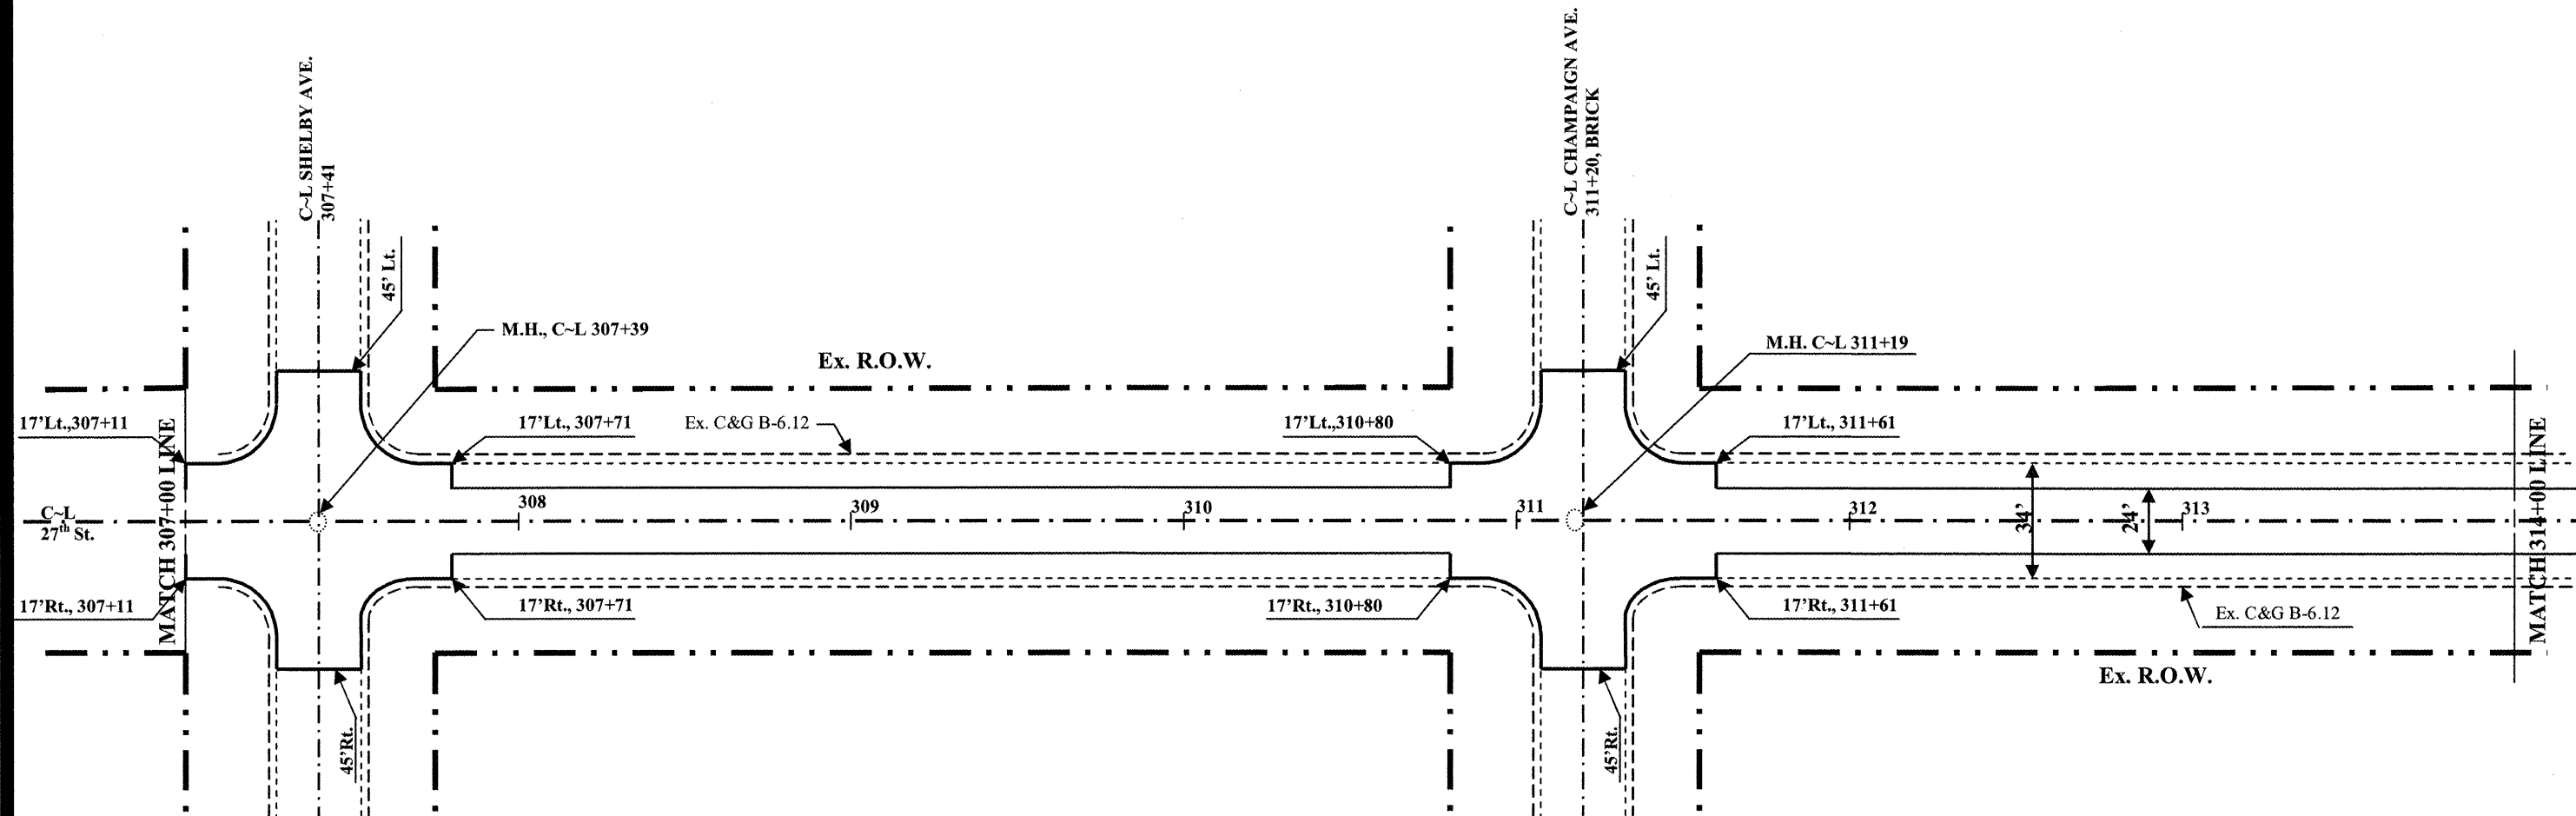 C~L SHELBY AVE.
307+41
C~L CHAMPAIGN AVE.
311+20, BRICK
45' Lt.
45' Lt.
M.H., C~L 307+39
M.H. C~L 311+19
Ex. R.O.W.
17'Lt.,307+11
17'Lt., 307+71
Ex. C&G B-6.12
17'Lt.,310+80
17'Lt., 311+61
MATCH 307+00 LINE
C~L
27th St.
308
309
310
311
312
313
34'
24'
MATCH 314+00 LINE
17'Rt., 307+11
17'Rt., 307+71
17'Rt., 310+80
17'Rt., 311+61
Ex. C&G B-6.12
Ex. R.O.W.
45'Rt.
45'Rt.